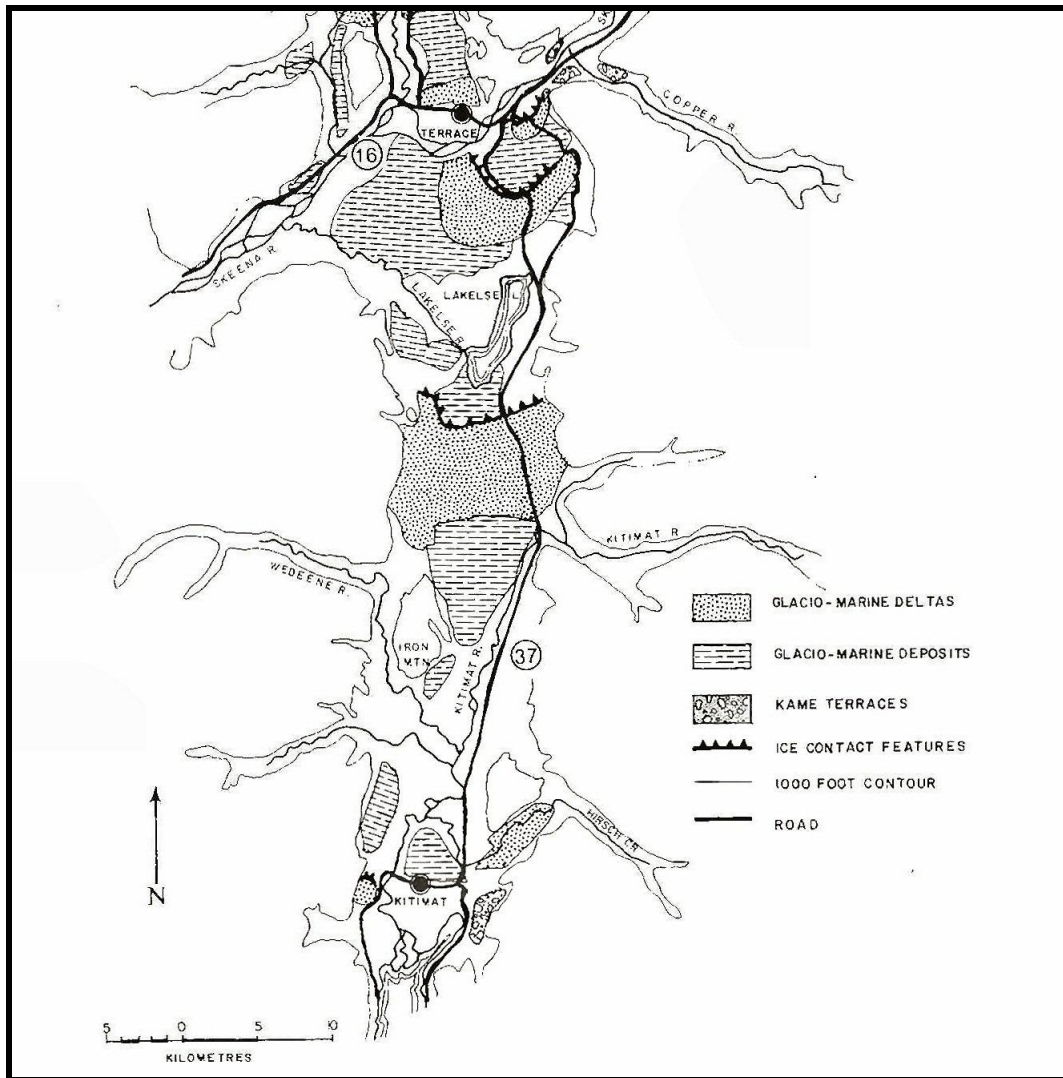 SK
COPPER R.
TERRACE
16
SKEENA R.
LAKELSE L.
LAKELSE R.
KITIMAT R.
WEDEENE R.
IRON
MTN.
KITIMAT R.
37
HIRSCH CR.
KITIMAT
N
GLACIO-MARINE DELTAS
GLACIO-MARINE DEPOSITS
KAME TERRACES
ICE CONTACT FEATURES
1000 FOOT CONTOUR
ROAD
5 0 5 10
KILOMETRES